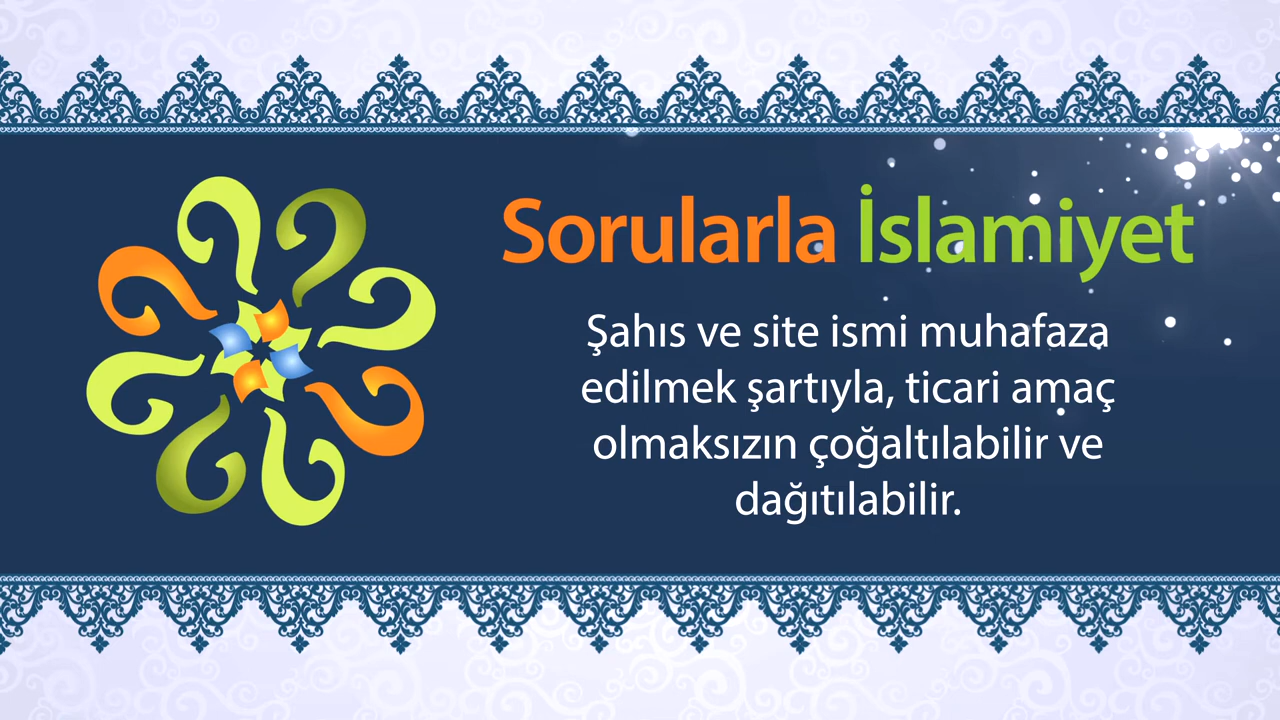 Sorularla İslamiyet
Şahıs ve site ismi muhafaza
edilmek şartıyla, ticari amaç
olmaksızın çoğaltılabilir ve
dağıtılabilir.